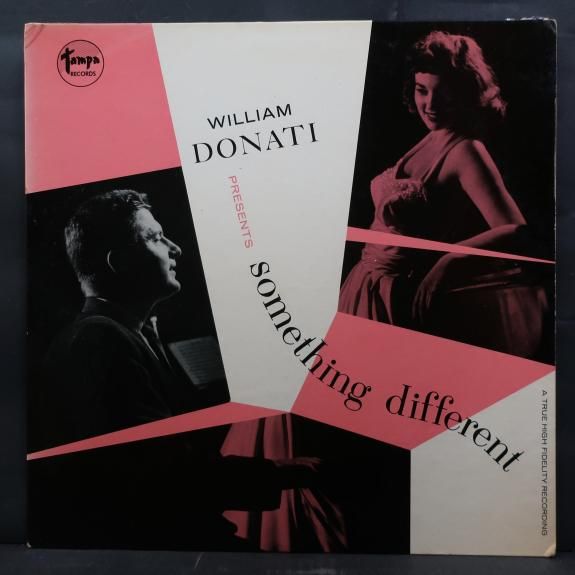 tampa
RECORDS
WILLIAM
DONATI
PRESENTS
something different
A TRUE HIGH FIDELITY RECORDING